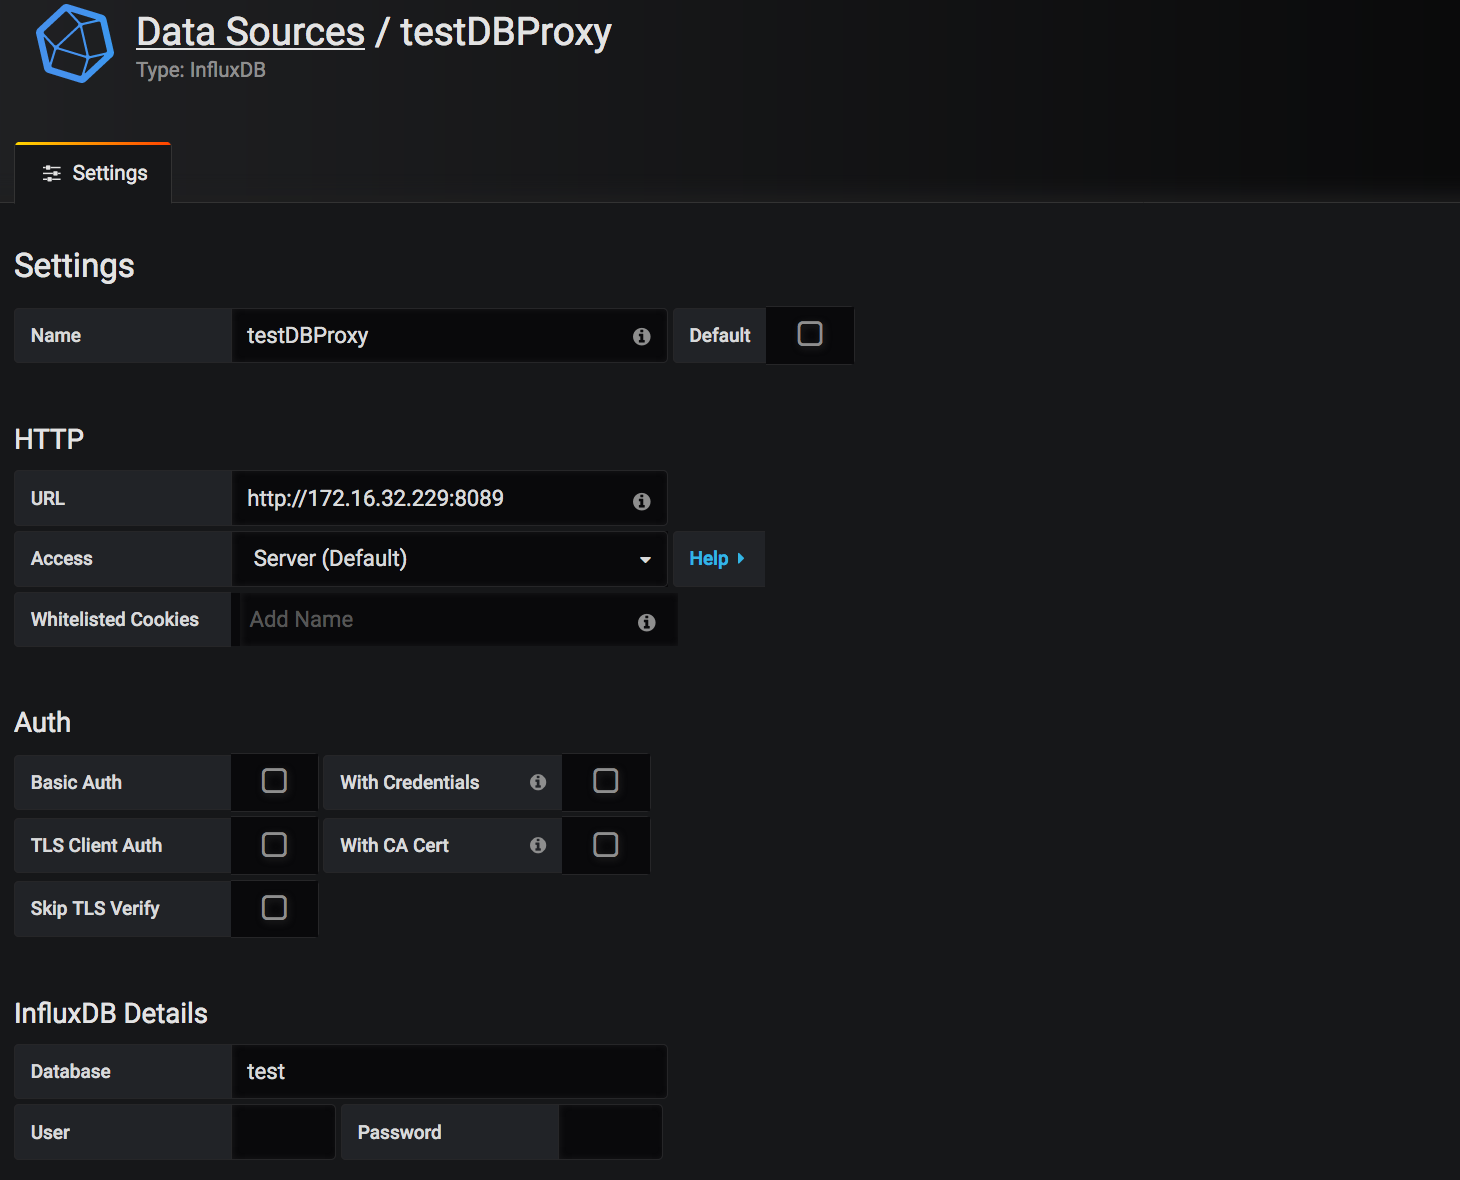 Data Sources / testDBProxy
Type: InfluxDB
Settings
Settings
Name testDBProxy Default
HTTP
URL http://172.16.32.229:8089
Access Server (Default) Help
Whitelisted Cookies Add Name
Auth
Basic Auth With Credentials
TLS Client Auth With CA Cert
Skip TLS Verify
InfluxDB Details
Database test
User Password